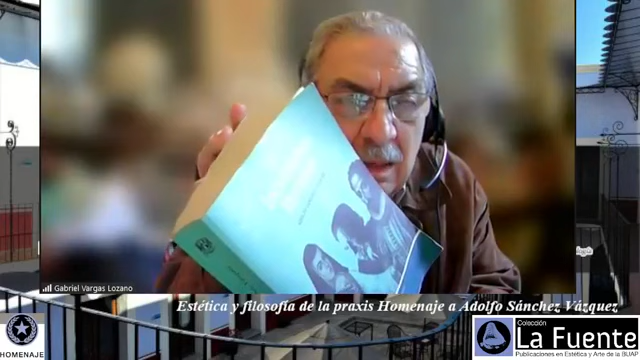 Gabriel Vargas Lozano
Estética y filosofía de la praxis Homenaje a Adolfo Sánchez Vázquez
HOMENAJE
Colección
La Fuente
Publicaciones en Estética y Arte de la BUAP